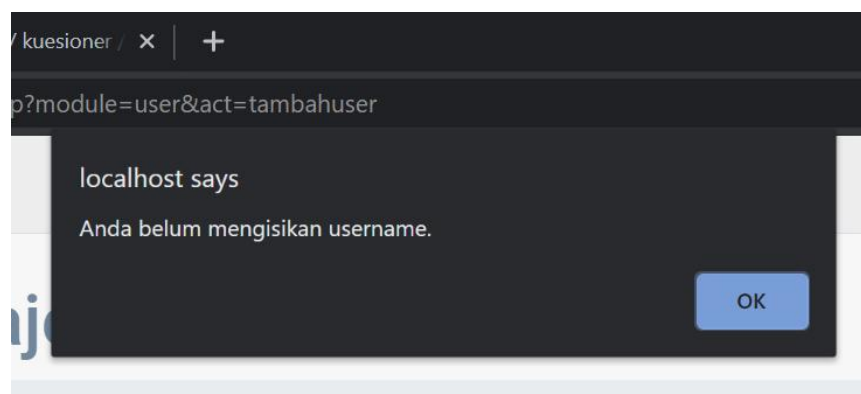 / kuesioner /
p?module=user&act=tambahuser
localhost says
Anda belum mengisikan username.
OK